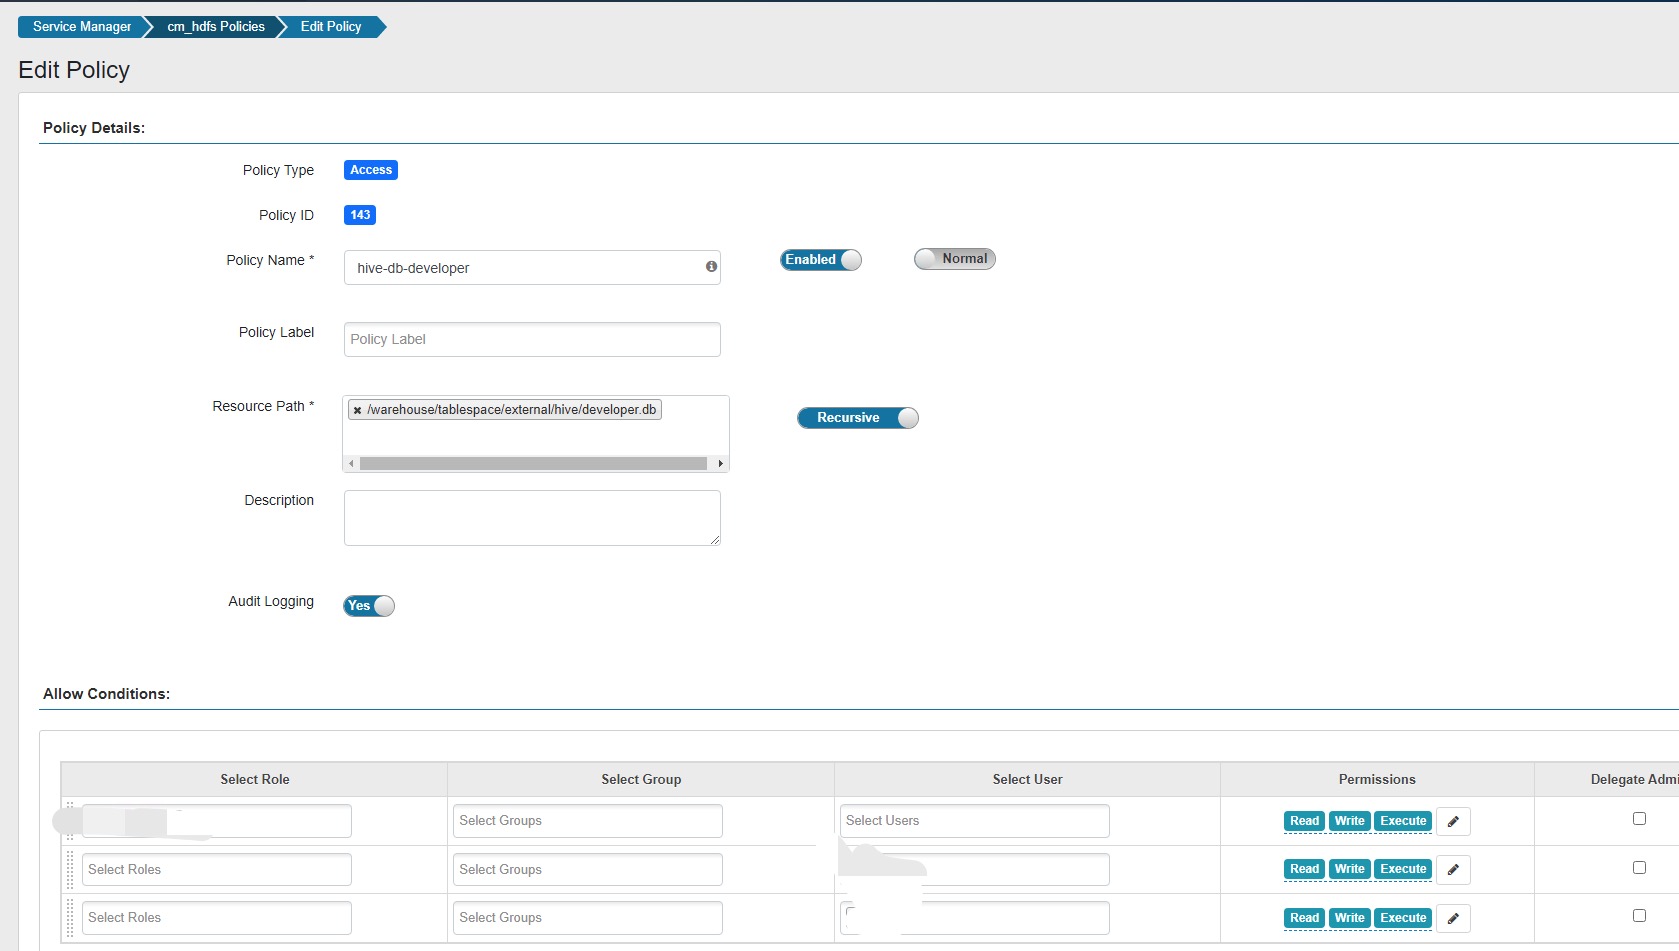 Service Manager cm_hdfs Policies Edit Policy
Edit Policy
Policy Details:
Policy Type Access
Policy ID 143
Policy Name * hive-db-developer Enabled Normal
Policy Label Policy Label
Resource Path * /warehouse/tablespace/external/hive/developer.db Recursive
Description
Audit Logging Yes
Allow Conditions:
Select Role Select Group Select User Permissions Delegate Admi
Select Groups Select Users Read Write Execute
Select Roles Select Groups Read Write Execute
Select Roles Select Groups Read Write Execute